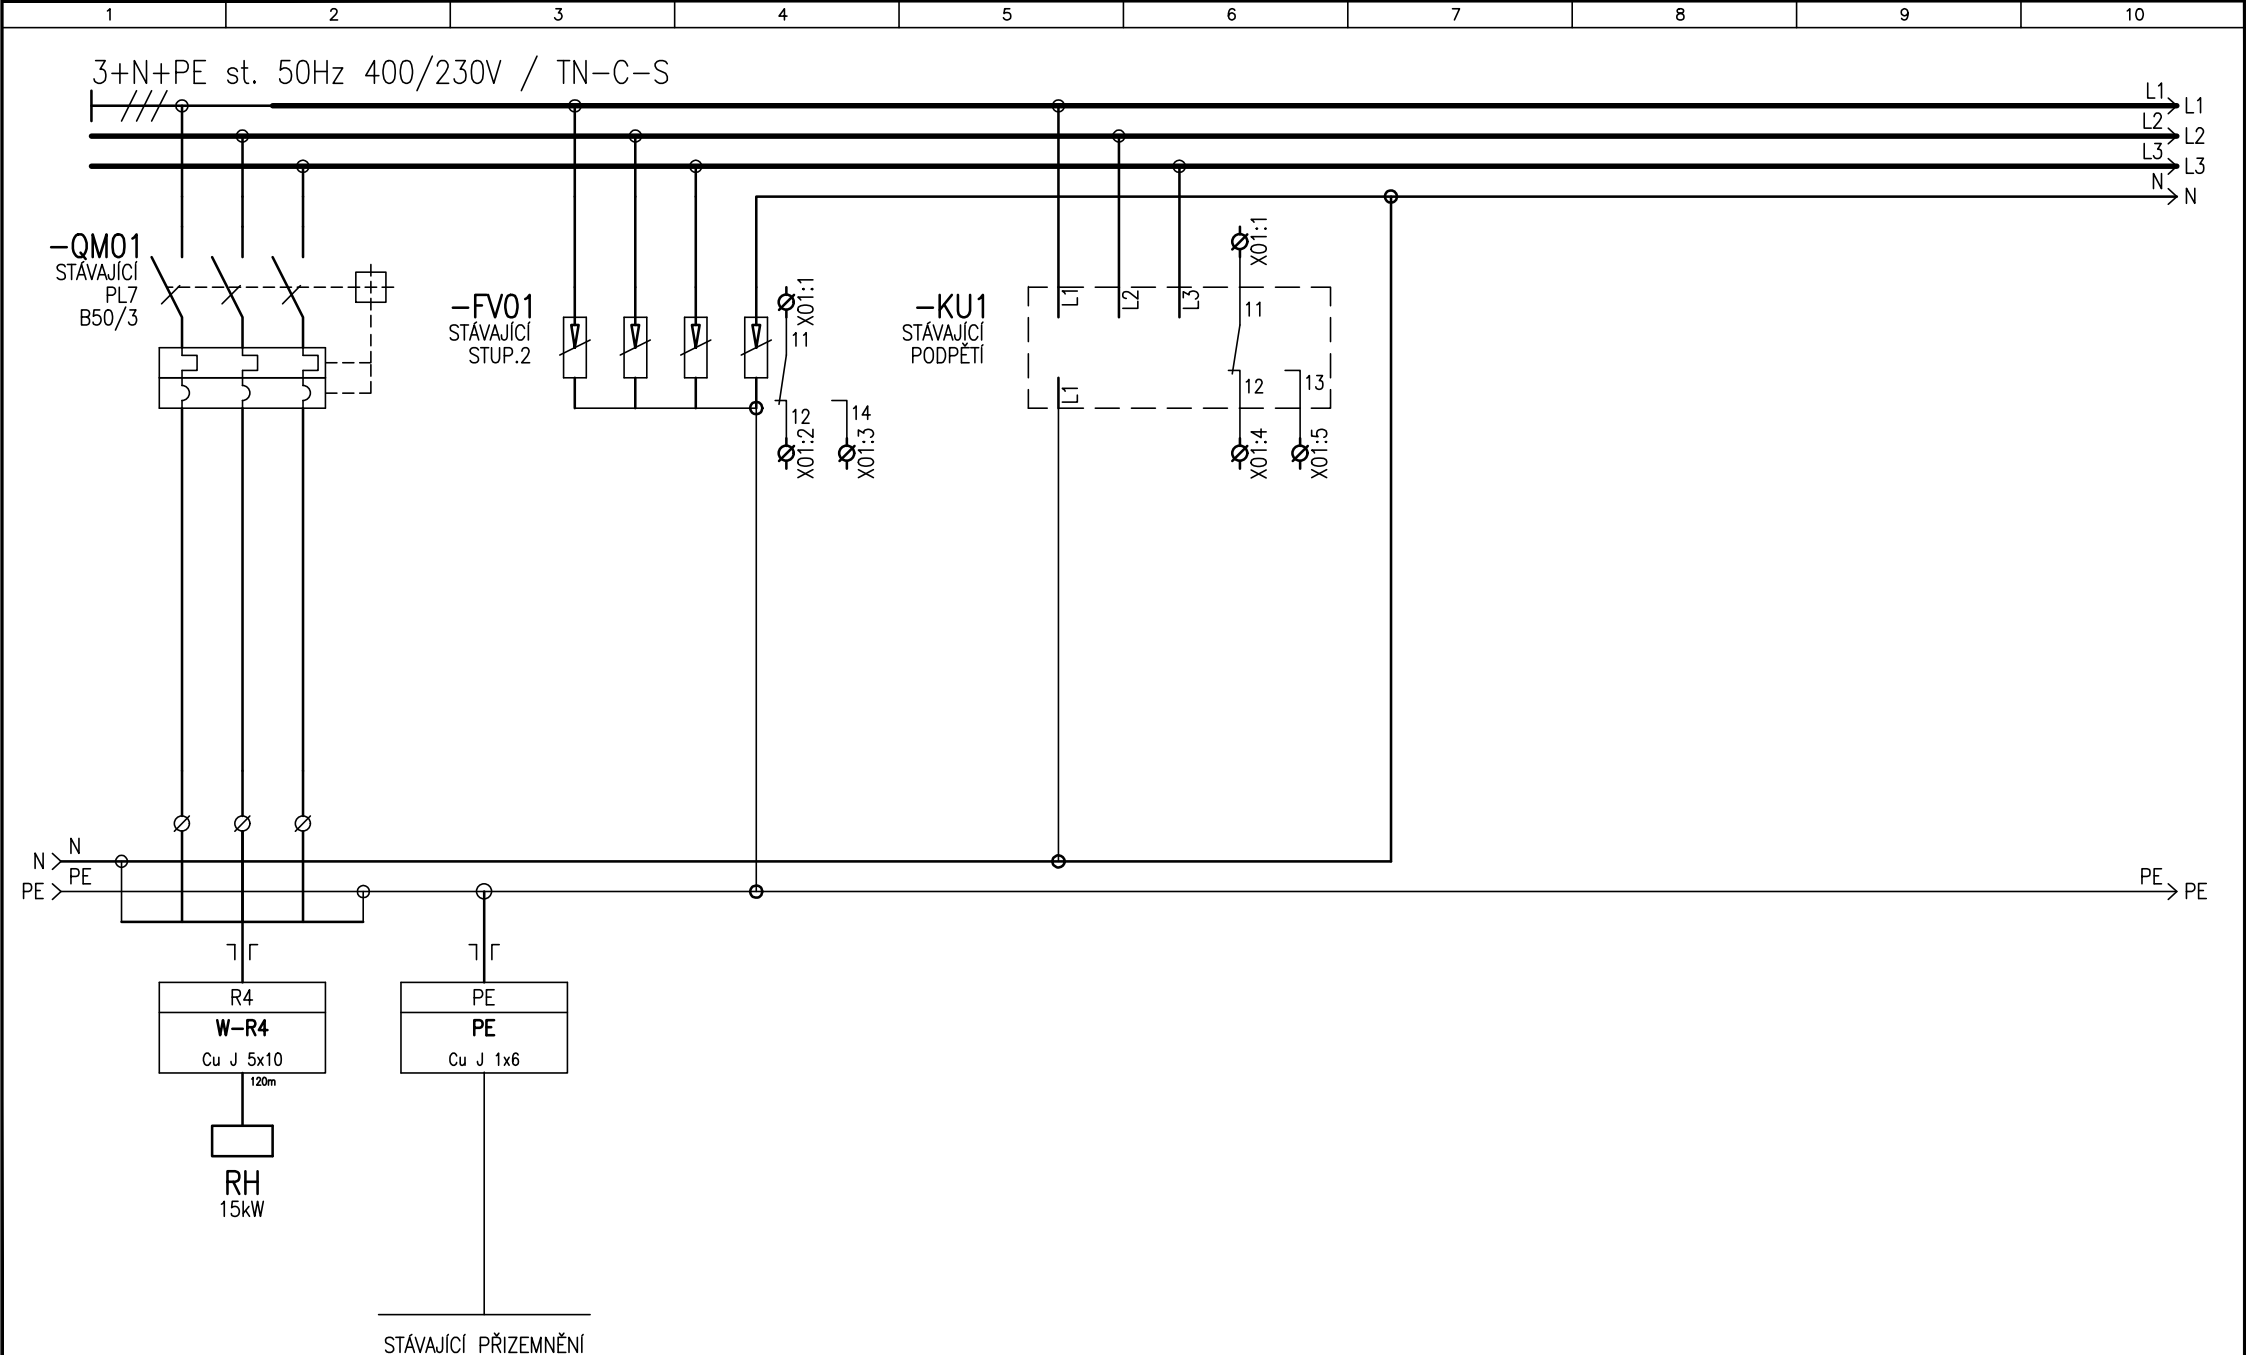 1 2 3 4 5 6 7 8 9 10
3+N+PE st. 50Hz 400/230V / TN-C-S
L1
L1
L2
L2
L3
L3
N
N
-QM01
STÁVAJÍCÍ
PL7
B50/3
-FV01
STÁVAJÍCÍ
STUP.2
X01:1
11
12
14
X01:2
X01:3
-KU1
STÁVAJÍCÍ
PODPĚTÍ
L1
L2
L3
L1
X01:1
11
12
13
X01:4
X01:5
N
N
PE
PE
PE
PE
R4
W-R4
Cu J 5x10
120m
RH
15kW
PE
PE
Cu J 1x6
STÁVAJÍCÍ PŘIZEMNĚNÍ